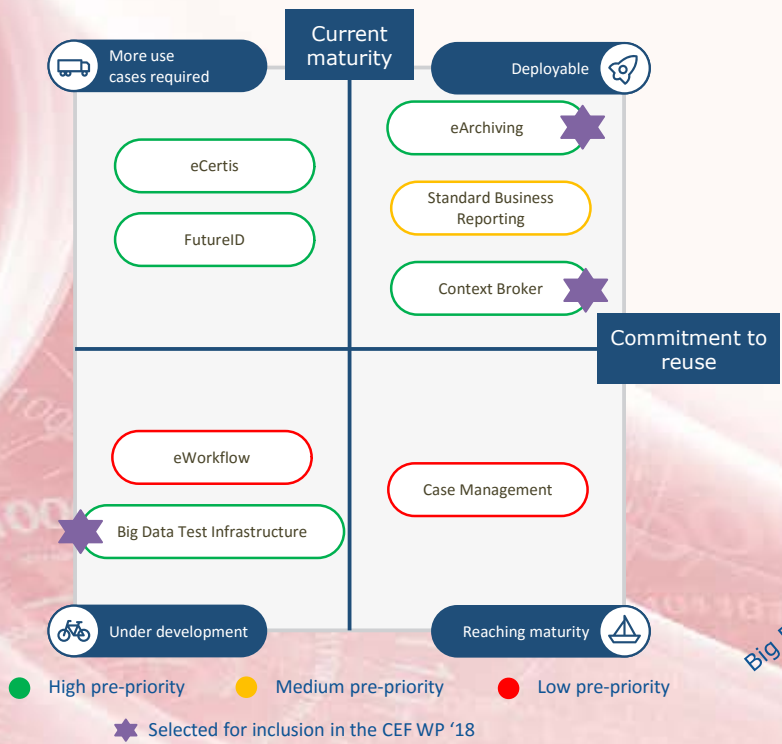 Current
maturity
More use
cases required
Deployable
eCertis
FutureID
eArchiving
Standard Business
Reporting
Context Broker
Commitment to
reuse
eWorkflow
Big Data Test Infrastructure
Case Management
Under development
Reaching maturity
Big
High pre-priority
Medium pre-priority
Low pre-priority
Selected for inclusion in the CEF WP ‘18